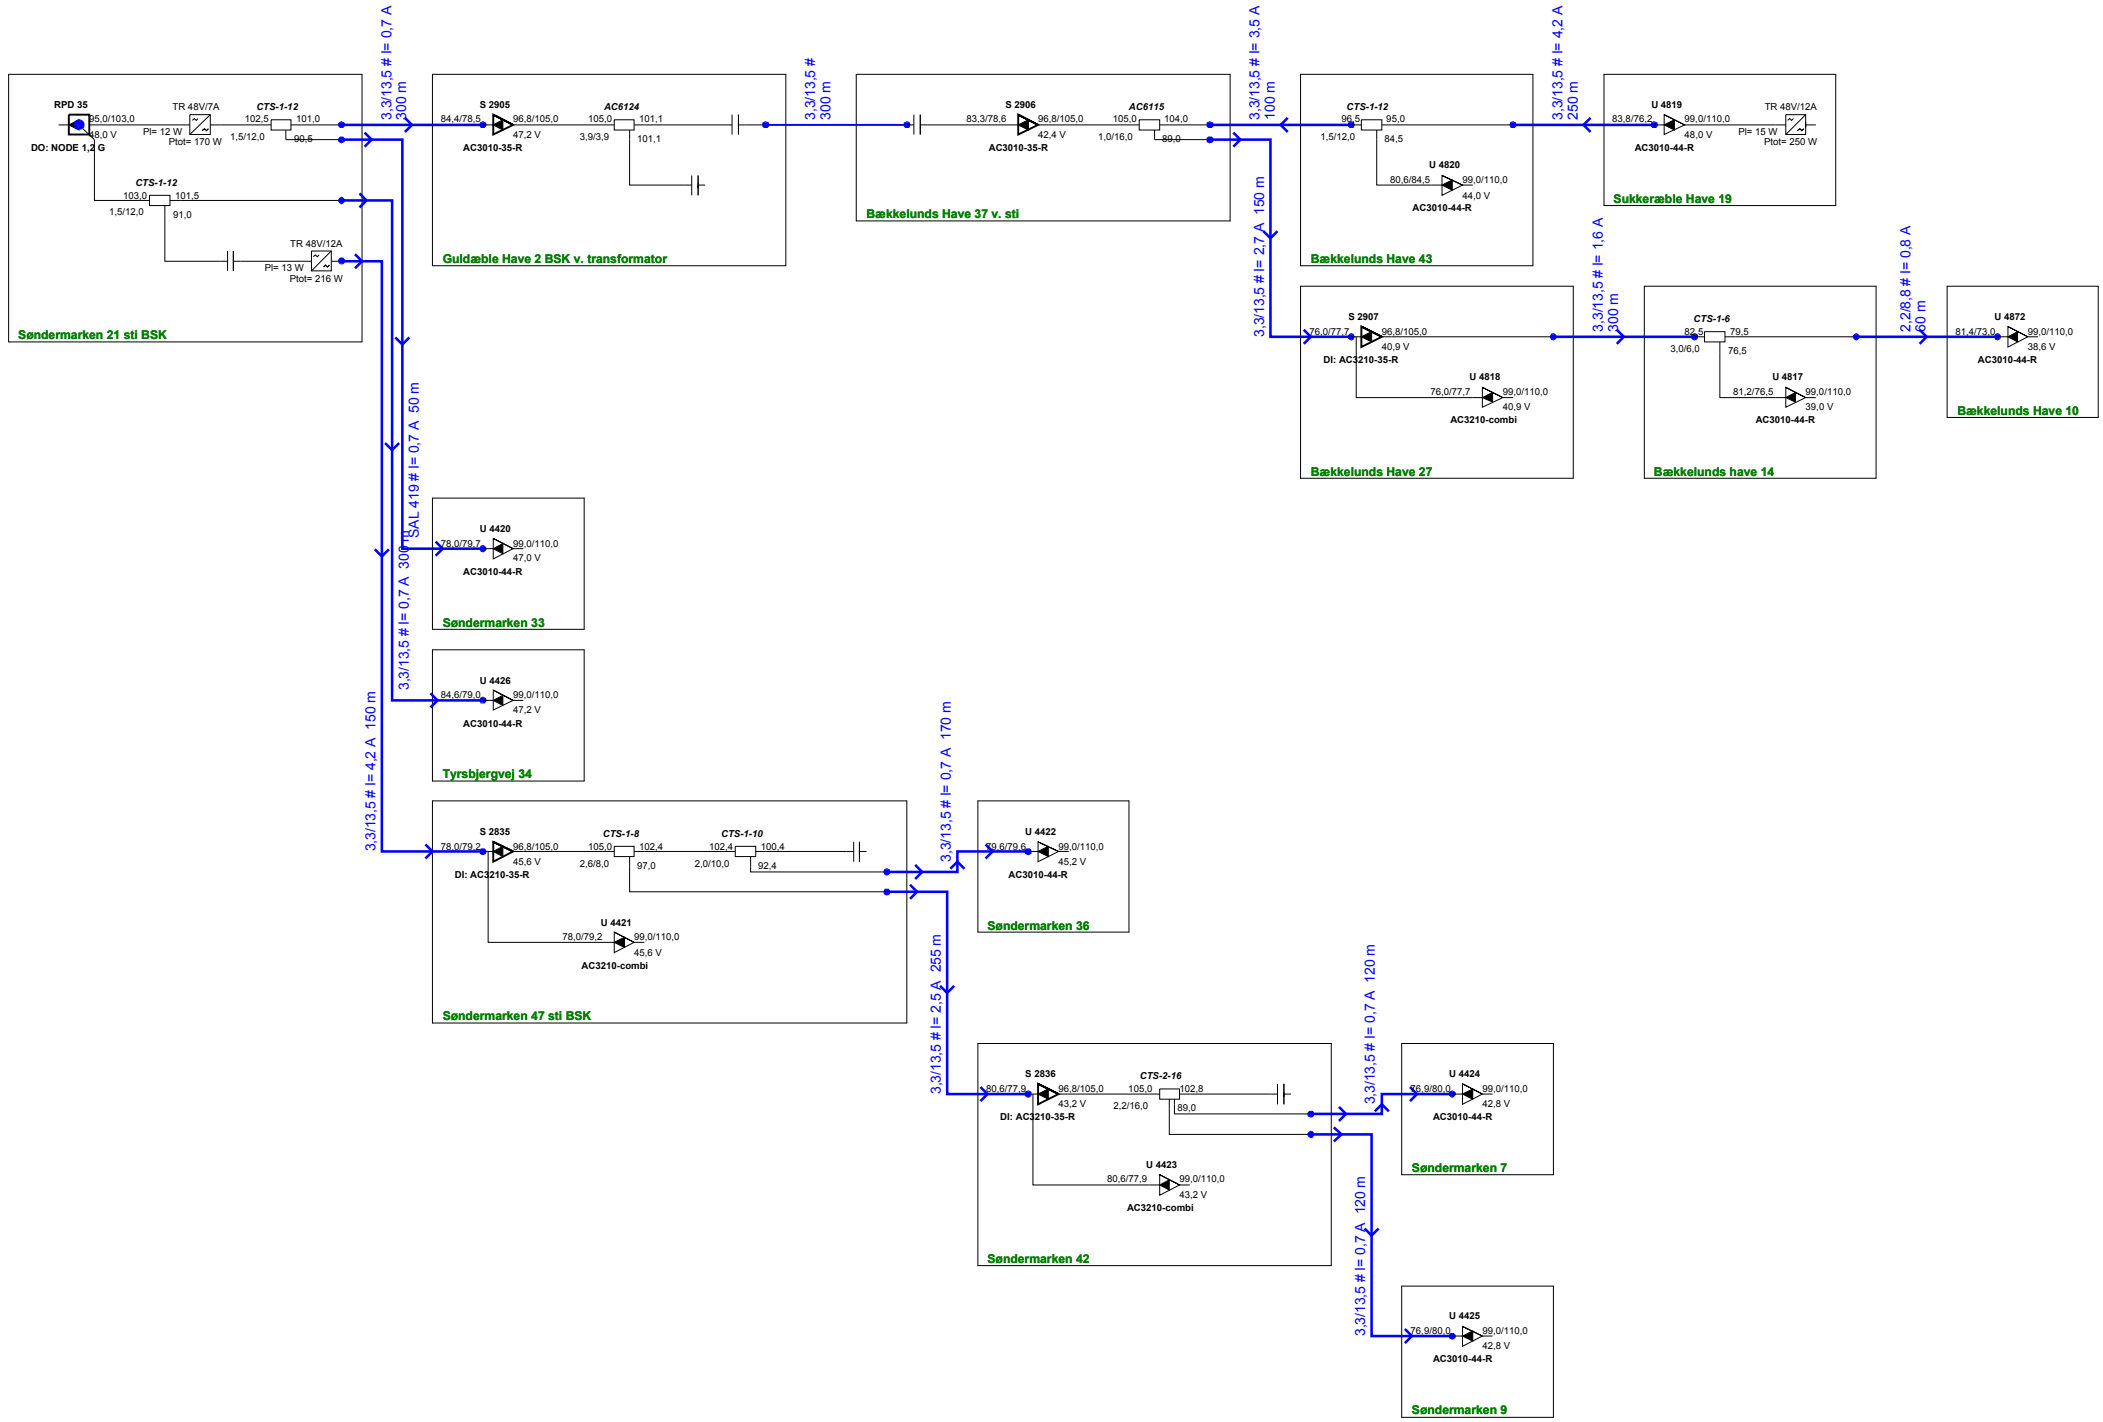 3,3/13,5 # I= 0,7 A
300 m
3,3/13,5 #
300 m
3,3/13,5 # I= 3,5 A
100 m
3,3/13,5 # I= 4,2 A
250 m
RPD 35
95,0/103,0
48,0 V
DO: NODE 1,2 G
TR 48V/7A
PI= 12 W
Ptot= 170 W
CTS-1-12
102,5
101,0
1,5/12,0
90,5
CTS-1-12
103,0
101,5
1,5/12,0
91,0
TR 48V/12A
PI= 13 W
Ptot= 216 W
Søndermarken 21 sti BSK
S 2905
84,4/78,5
96,8/105,0
47,2 V
AC3010-35-R
AC6124
105,0
101,1
3,9/3,9
101,1
Guldæble Have 2 BSK v. transformator
S 2906
83,3/78,6
96,8/105,0
42,4 V
AC3010-35-R
AC6115
105,0
104,0
1,0/16,0
89,0
Bækkelunds Have 37 v. sti
CTS-1-12
96,5
95,0
1,5/12,0
84,5
U 4820
80,6/84,5
99,0/110,0
44,0 V
AC3010-44-R
Bækkelunds Have 43
U 4819
83,8/76,2
99,0/110,0
48,0 V
AC3010-44-R
TR 48V/12A
PI= 15 W
Ptot= 250 W
Sukkeræble Have 19
3,3/13,5 # I= 2,7 A  150 m
S 2907
76,0/77,7
96,8/105,0
40,9 V
DI: AC3210-35-R
U 4818
76,0/77,7
99,0/110,0
40,9 V
AC3210-combi
Bækkelunds Have 27
3,3/13,5 # I= 1,6 A
300 m
CTS-1-6
82,5
79,5
3,0/6,0
76,5
U 4817
81,2/76,5
99,0/110,0
39,0 V
AC3010-44-R
Bækkelunds have 14
2,2/8,8 # I= 0,8 A
60 m
U 4872
81,4/73,0
99,0/110,0
38,6 V
AC3010-44-R
Bækkelunds Have 10
SAL 419 # I= 0,7 A  50 m
U 4420
78,0/79,7
99,0/110,0
47,0 V
AC3010-44-R
Søndermarken 33
3,3/13,5 # I= 0,7 A  300 m
U 4426
84,6/79,0
99,0/110,0
47,2 V
AC3010-44-R
Tyrsbjergvej 34
3,3/13,5 # I= 4,2 A  150 m
S 2835
78,0/79,2
96,8/105,0
45,6 V
DI: AC3210-35-R
CTS-1-8
105,0
102,4
2,6/8,0
97,0
CTS-1-10
102,4
100,4
2,0/10,0
92,4
U 4421
78,0/79,2
99,0/110,0
45,6 V
AC3210-combi
Søndermarken 47 sti BSK
3,3/13,5 # I= 0,7 A  170 m
U 4422
79,6/79,6
99,0/110,0
45,2 V
AC3010-44-R
Søndermarken 36
3,3/13,5 # I= 2,5 A  255 m
S 2836
80,6/77,9
96,8/105,0
43,2 V
DI: AC3210-35-R
CTS-2-16
105,0
102,8
2,2/16,0
89,0
U 4423
80,6/77,9
99,0/110,0
43,2 V
AC3210-combi
Søndermarken 42
3,3/13,5 # I= 0,7 A  120 m
U 4424
76,9/80,0
99,0/110,0
42,8 V
AC3010-44-R
Søndermarken 7
3,3/13,5 # I= 0,7 A  120 m
U 4425
76,9/80,0
99,0/110,0
42,8 V
AC3010-44-R
Søndermarken 9